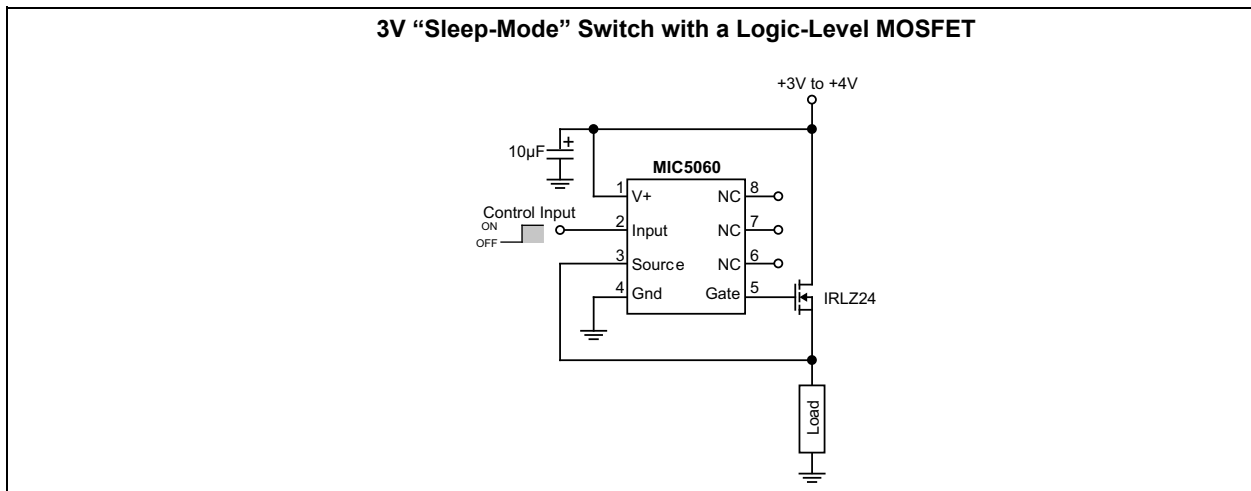 3V “Sleep-Mode” Switch with a Logic-Level MOSFET
+3V to +4V
10µF
+
MIC5060
1 V+ NC 8
Control Input
ON
OFF
2 Input NC 7
3 Source NC 6
4 Gnd Gate 5
IRLZ24
Load